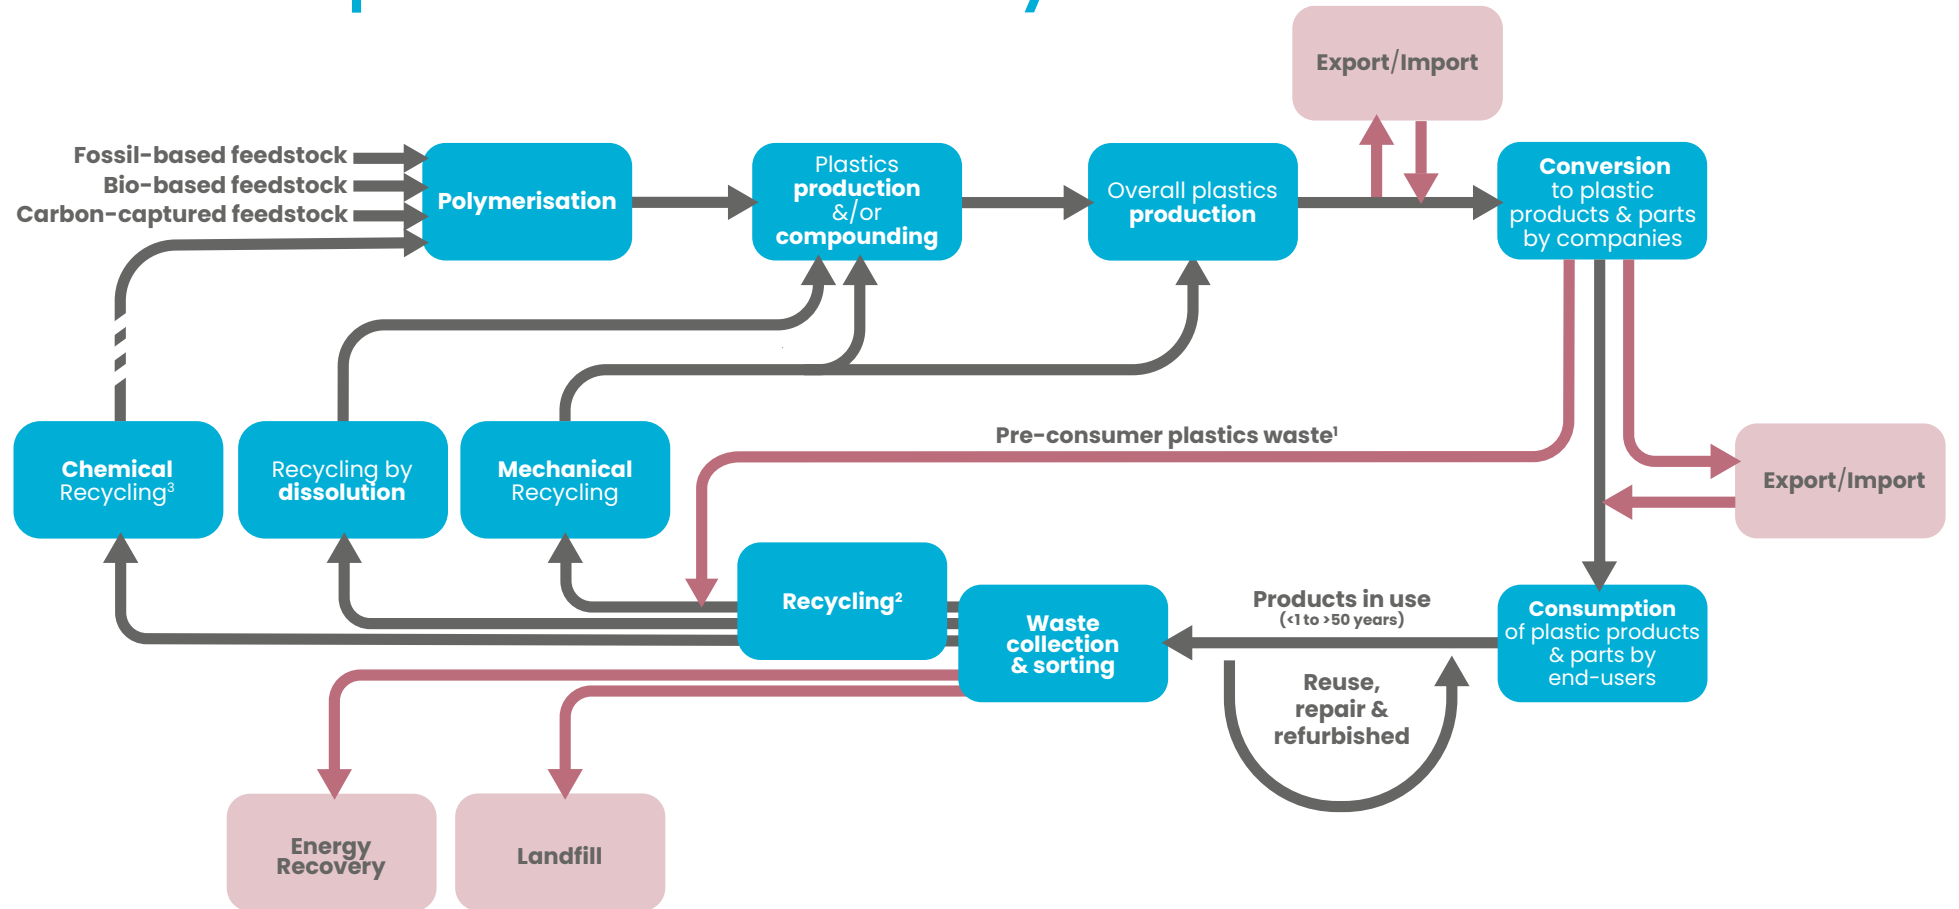 Export/Import
Fossil-based feedstock
Bio-based feedstock
Carbon-captured feedstock
Polymerisation
Plastics
production
&/or
compounding
Overall plastics
production
Conversion
to plastic
products & parts
by companies
Pre-consumer plastics waste¹
Chemical
Recycling³
Recycling by
dissolution
Mechanical
Recycling
Export/Import
Recycling²
Waste
collection
& sorting
Products in use
(<1 to >50 years)
Consumption
of plastic products
& parts by
end-users
Reuse,
repair &
refurbished
Energy
Recovery
Landfill